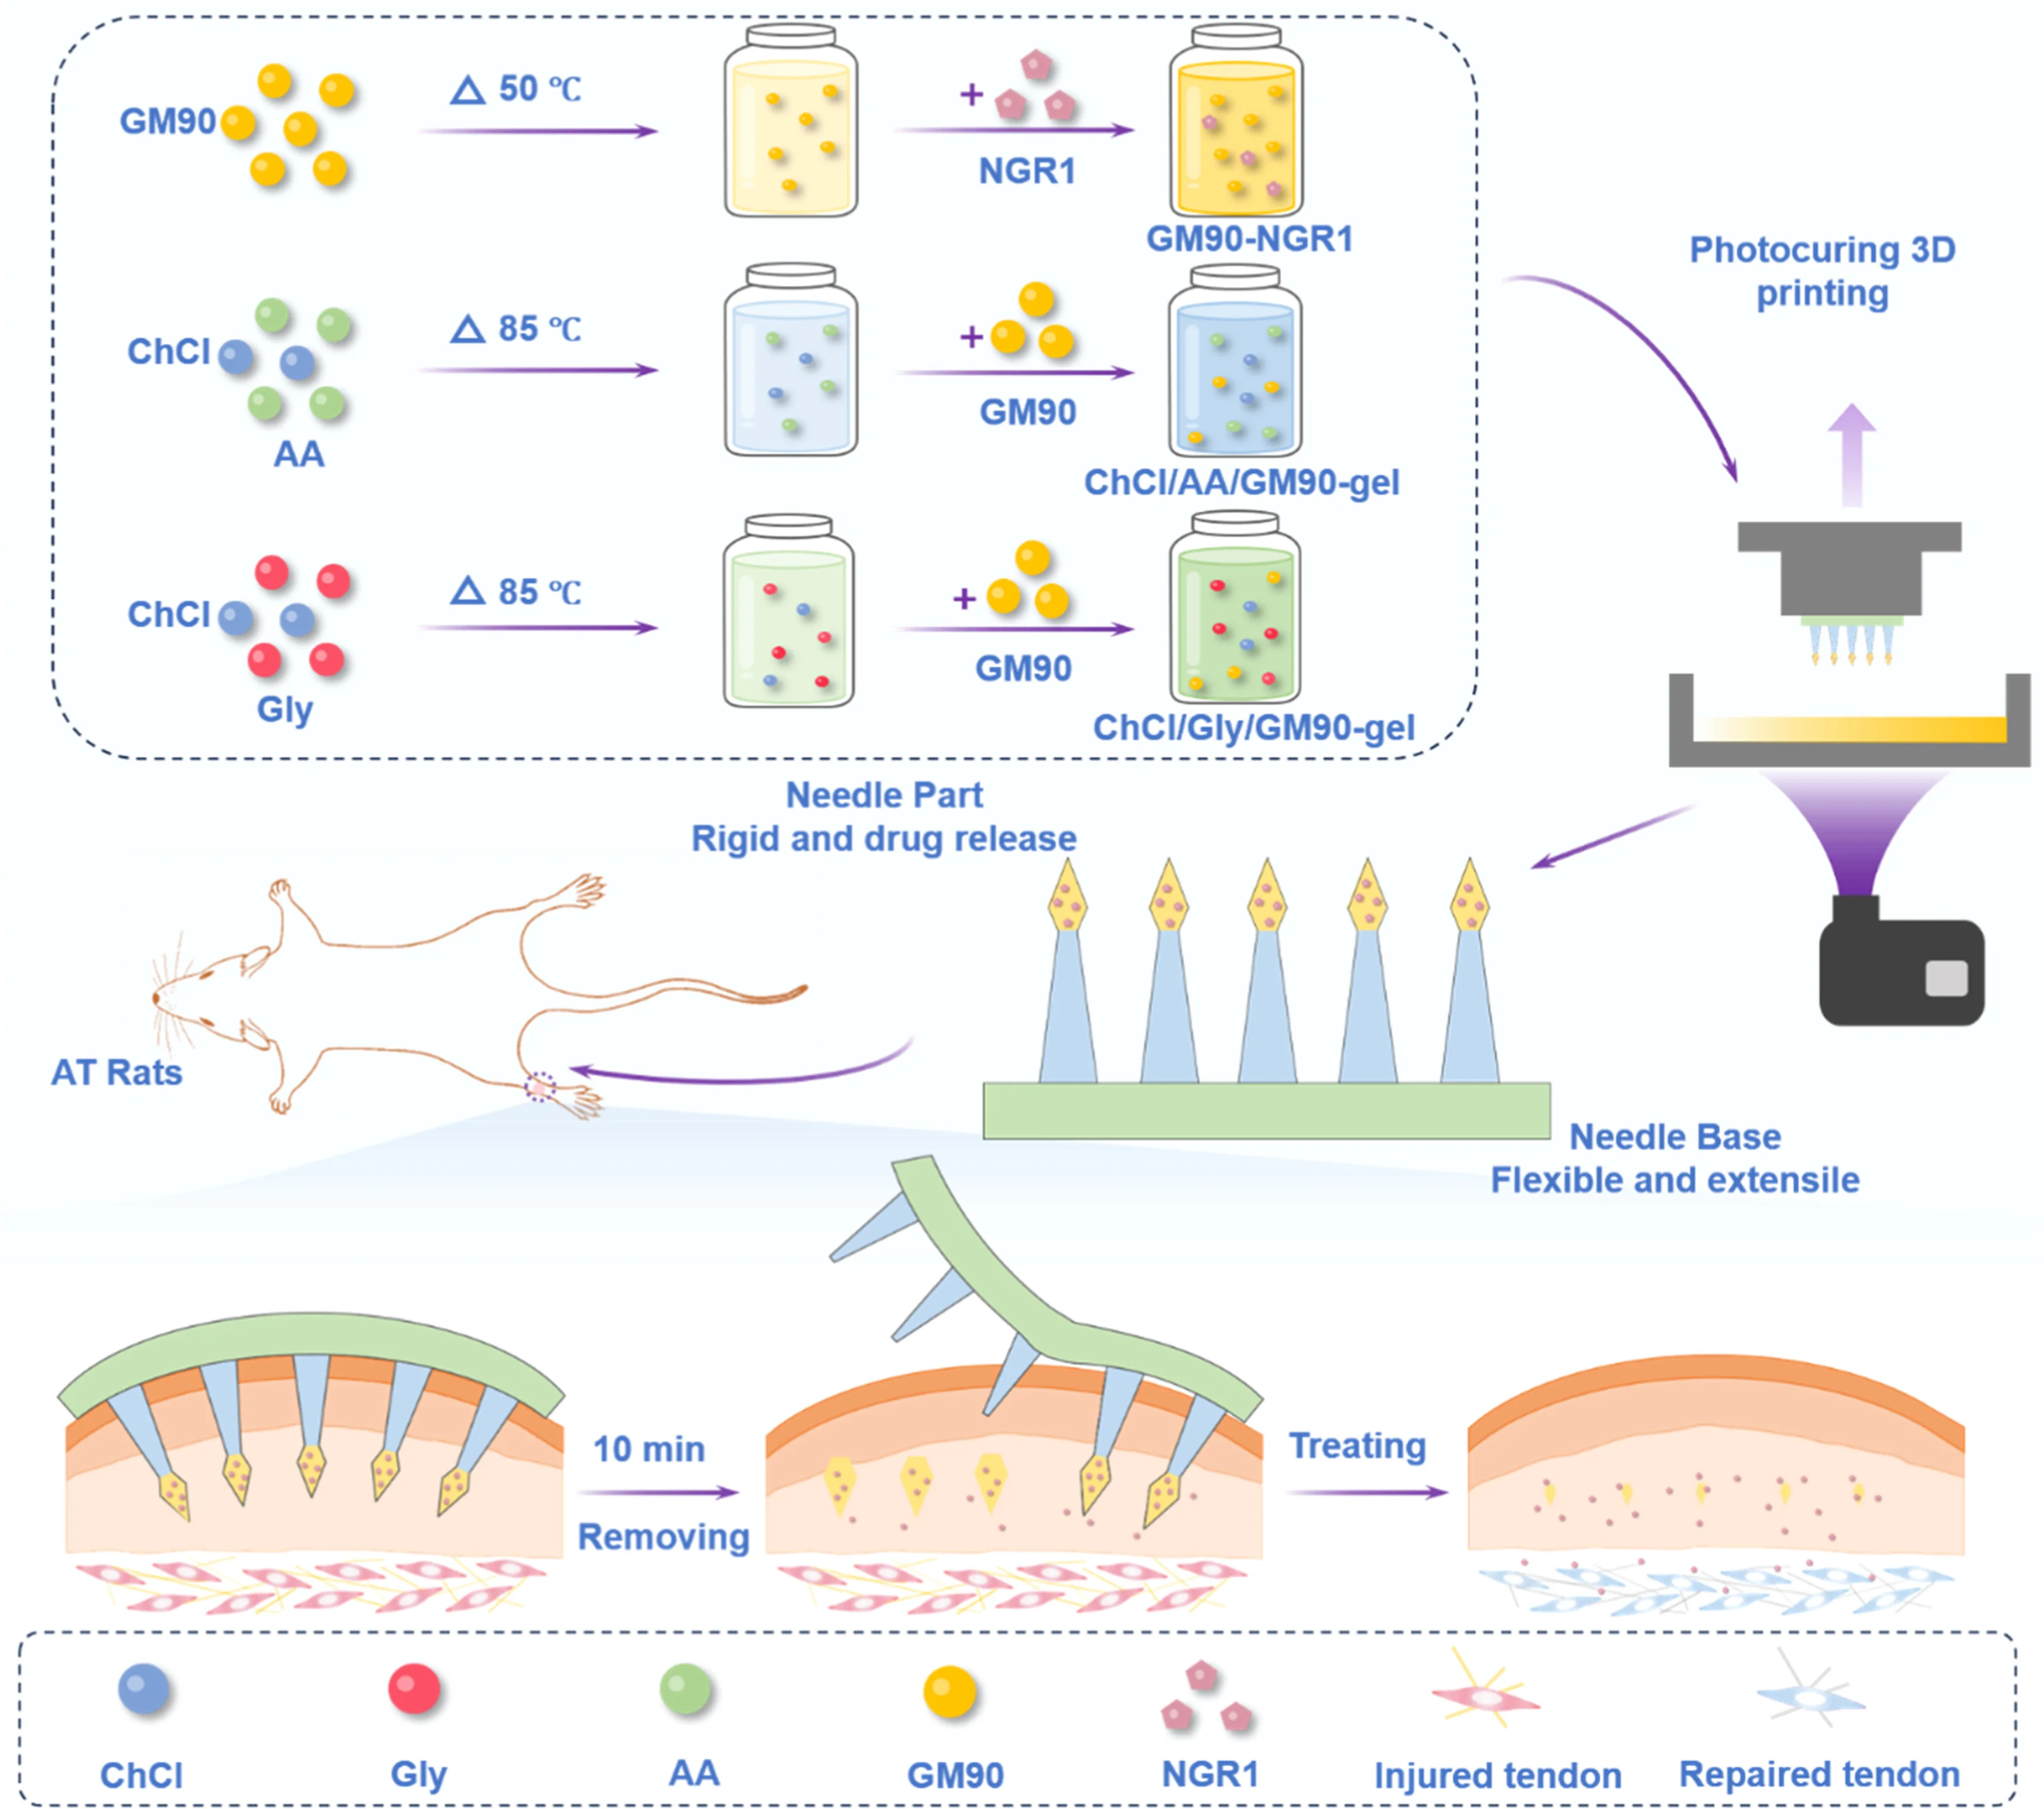 GM90
△ 50 ℃
+
NGR1
GM90-NGR1
ChCl
AA
△ 85 ℃
+
GM90
ChCl/AA/GM90-gel
ChCl
Gly
△ 85 ℃
+
GM90
ChCl/Gly/GM90-gel
Photocuring 3D
printing
Needle Part
Rigid and drug release
AT Rats
Needle Base
Flexible and extensile
10 min
Removing
Treating
ChCl
Gly
AA
GM90
NGR1
Injured tendon
Repaired tendon